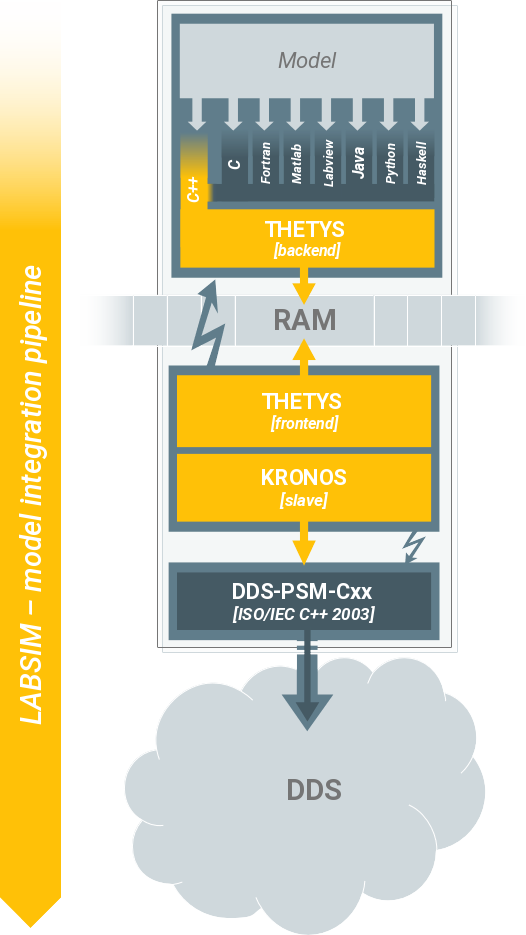 LABSIM – model integration pipeline
Model
C++
C
Fortran
Matlab
Labview
Java
Python
Haskell
THETYS
[backend]
RAM
THETYS
[frontend]
KRONOS
[slave]
DDS-PSM-Cxx
[ISO/IEC C++ 2003]
DDS